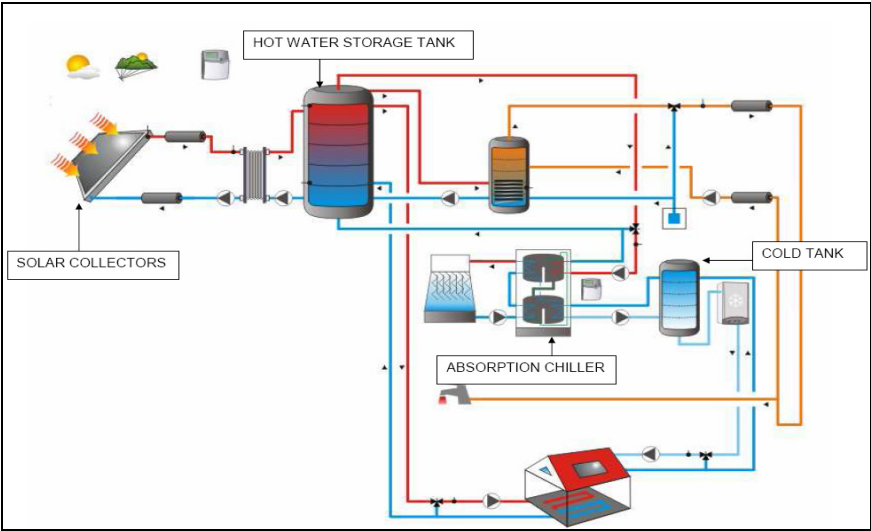 HOT WATER STORAGE TANK
SOLAR COLLECTORS
COLD TANK
ABSORPTION CHILLER